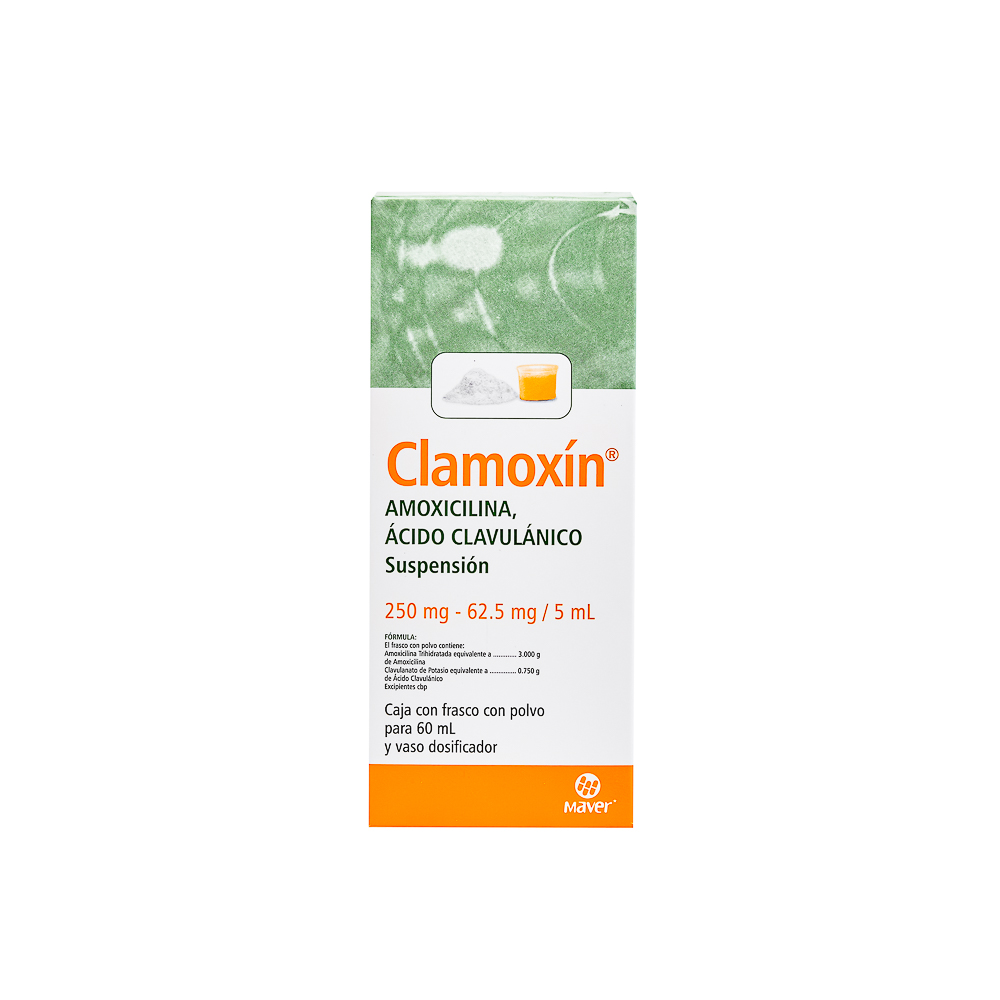 Clamoxín®
AMOXICILINA,
ÁCIDO CLAVULÁNICO
Suspensión
250 mg - 62.5 mg / 5 mL
FÓRMULA:
El frasco con polvo contiene:
Amoxicilina Trihidratada equivalente a ............ 3.000 g
de Amoxicilina
Clavulanato de Potasio equivalente a .............. 0.750 g
de Ácido Clavulánico
Excipientes cbp
Caja con frasco con polvo
para 60 mL
y vaso dosificador
Maver